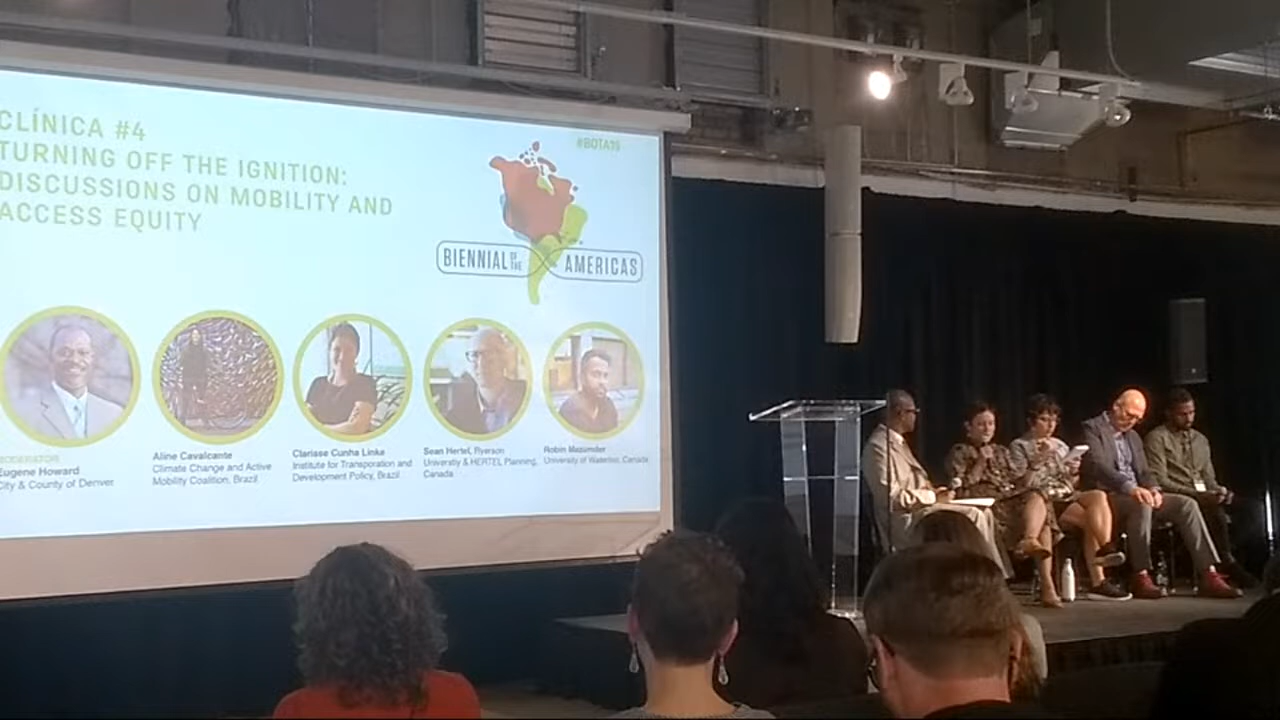 CLÍNICA #4
TURNING OFF THE IGNITION:
DISCUSSIONS ON MOBILITY AND
ACCESS EQUITY
#BOTA19
BIENNIAL OF THE AMERICAS
MODERATOR
Eugene Howard
City & County of Denver
Aline Cavalcante
Climate Change and Active
Mobility Coalition, Brazil
Clarisse Cunha Linke
Institute for Transporation and
Development Policy, Brazil
Sean Hertel, Ryerson
University & HERTEL Planning,
Canada
Robin Mazumder
University of Waterloo, Canada